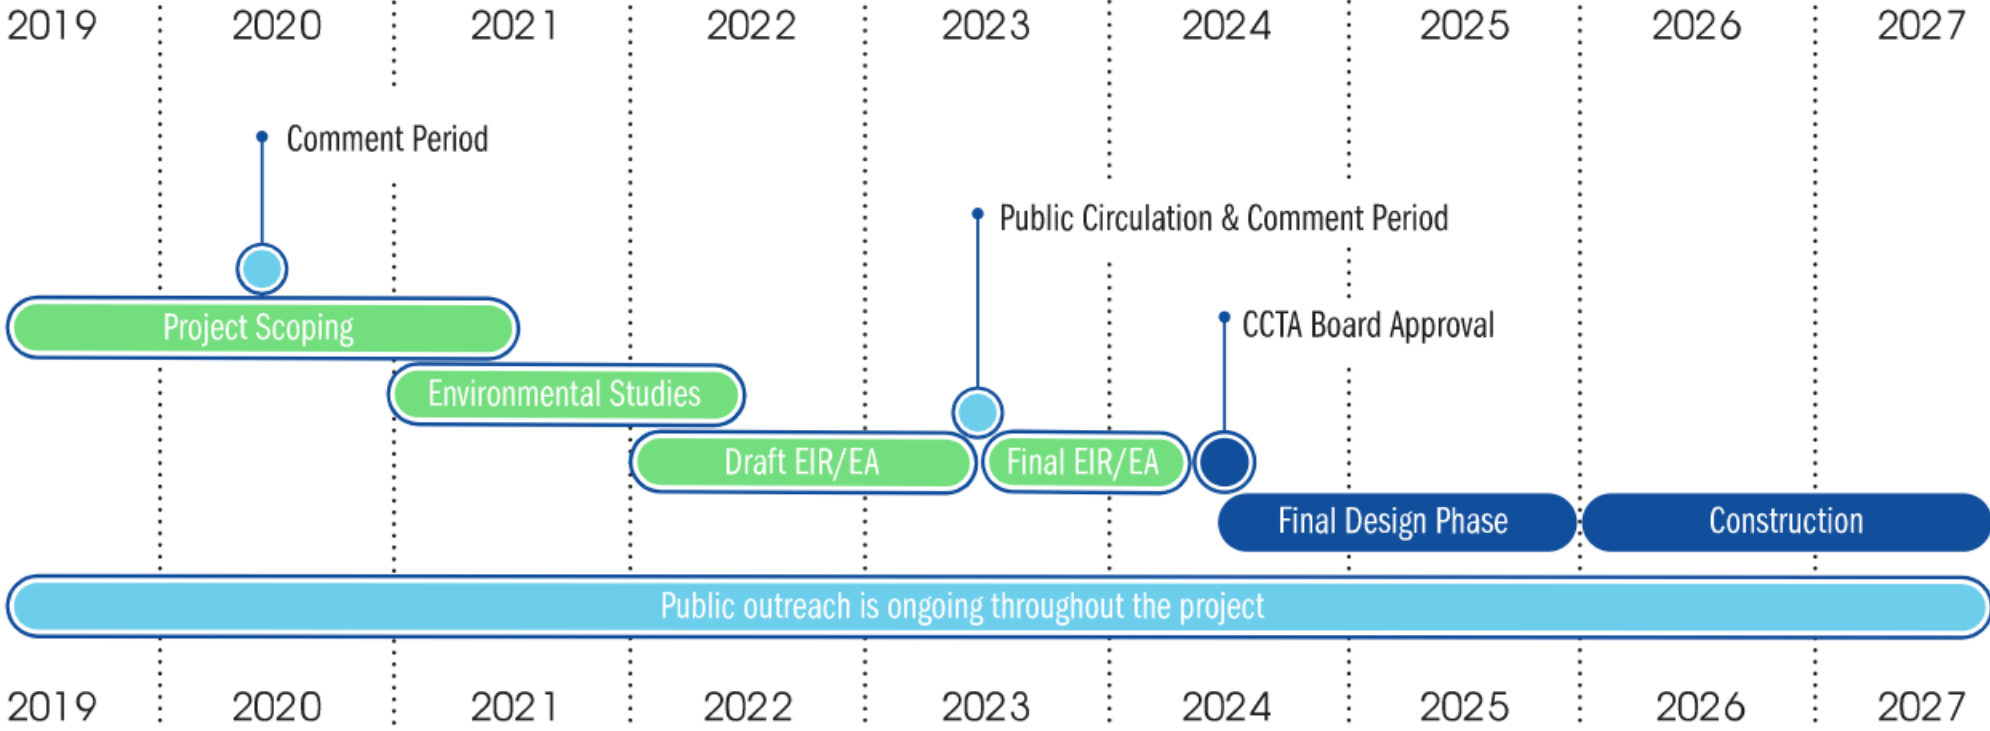 2019 2020 2021 2022 2023 2024 2025 2026 2027
Comment Period
Public Circulation & Comment Period
CCTA Board Approval
Project Scoping
Environmental Studies
Draft EIR/EA Final EIR/EA
Final Design Phase Construction
Public outreach is ongoing throughout the project
2019 2020 2021 2022 2023 2024 2025 2026 2027